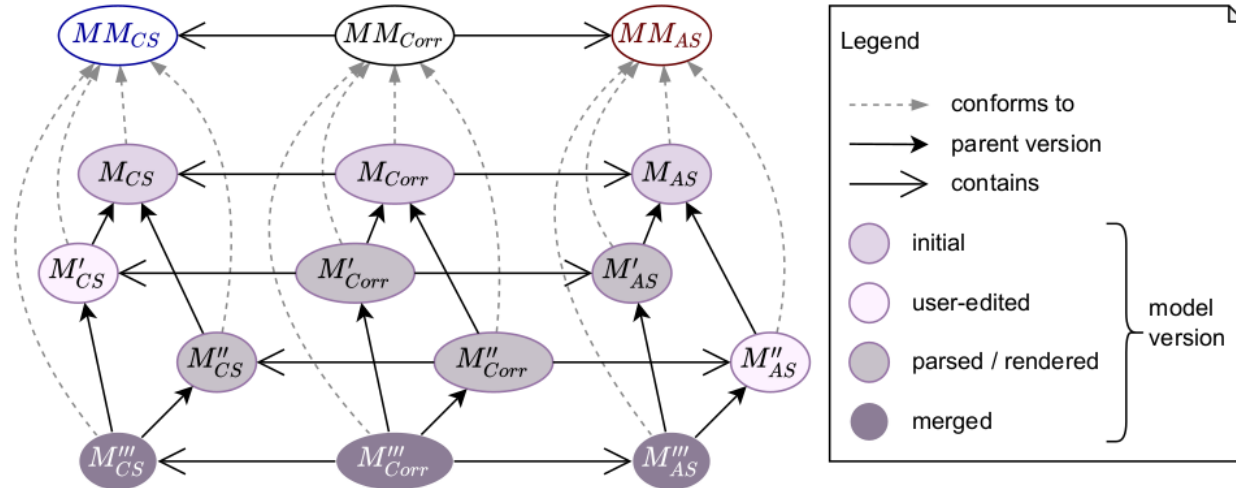 MM_CS MM_Corr MM_AS
M_CS M_Corr M_AS
M'_CS M'_Corr M'_AS
M''_CS M''_Corr M''_AS
M'''_CS M'''_Corr M'''_AS
Legend
conforms to
parent version
contains
initial
user-edited
parsed / rendered
merged
model
version